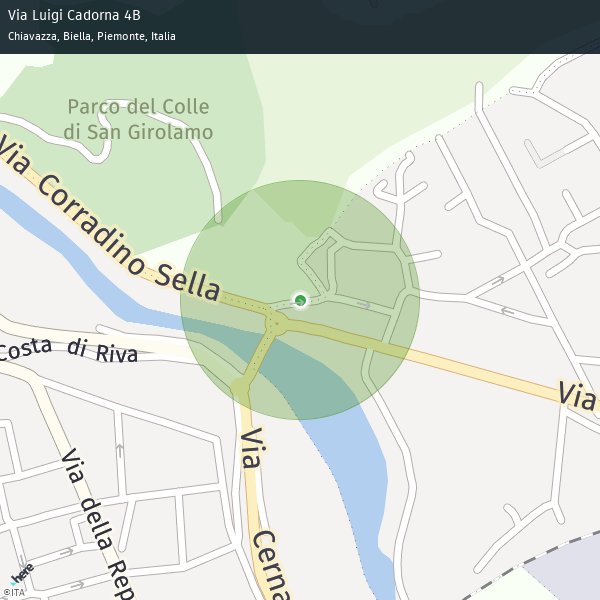 Via Luigi Cadorna 4B
Chiavazza, Biella, Piemonte, Italia
Parco del Colle
di San Girolamo
Via Corradino Sella
Costa di Riva
Via
Via
Cerna
Via della Rep
here
©ITA